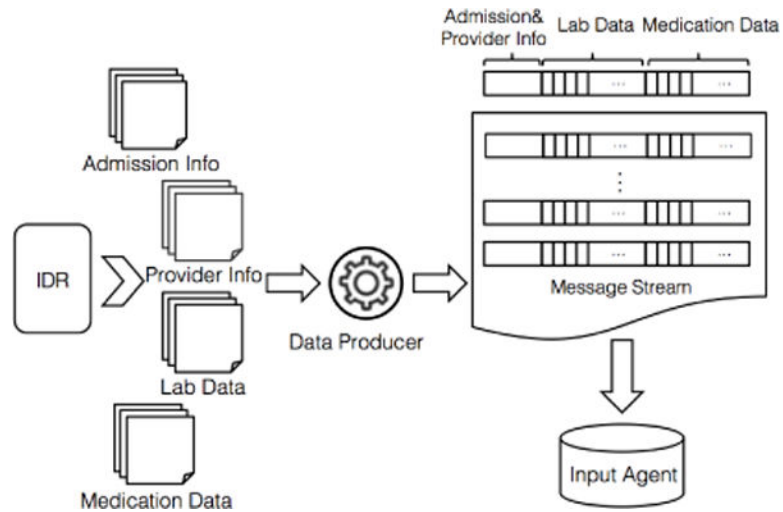 Admission&
Provider Info
Lab Data
Medication Data
...
...
Admission Info
...
...
IDR
Provider Info
...
...
...
...
Message Stream
Data Producer
Lab Data
Input Agent
Medication Data